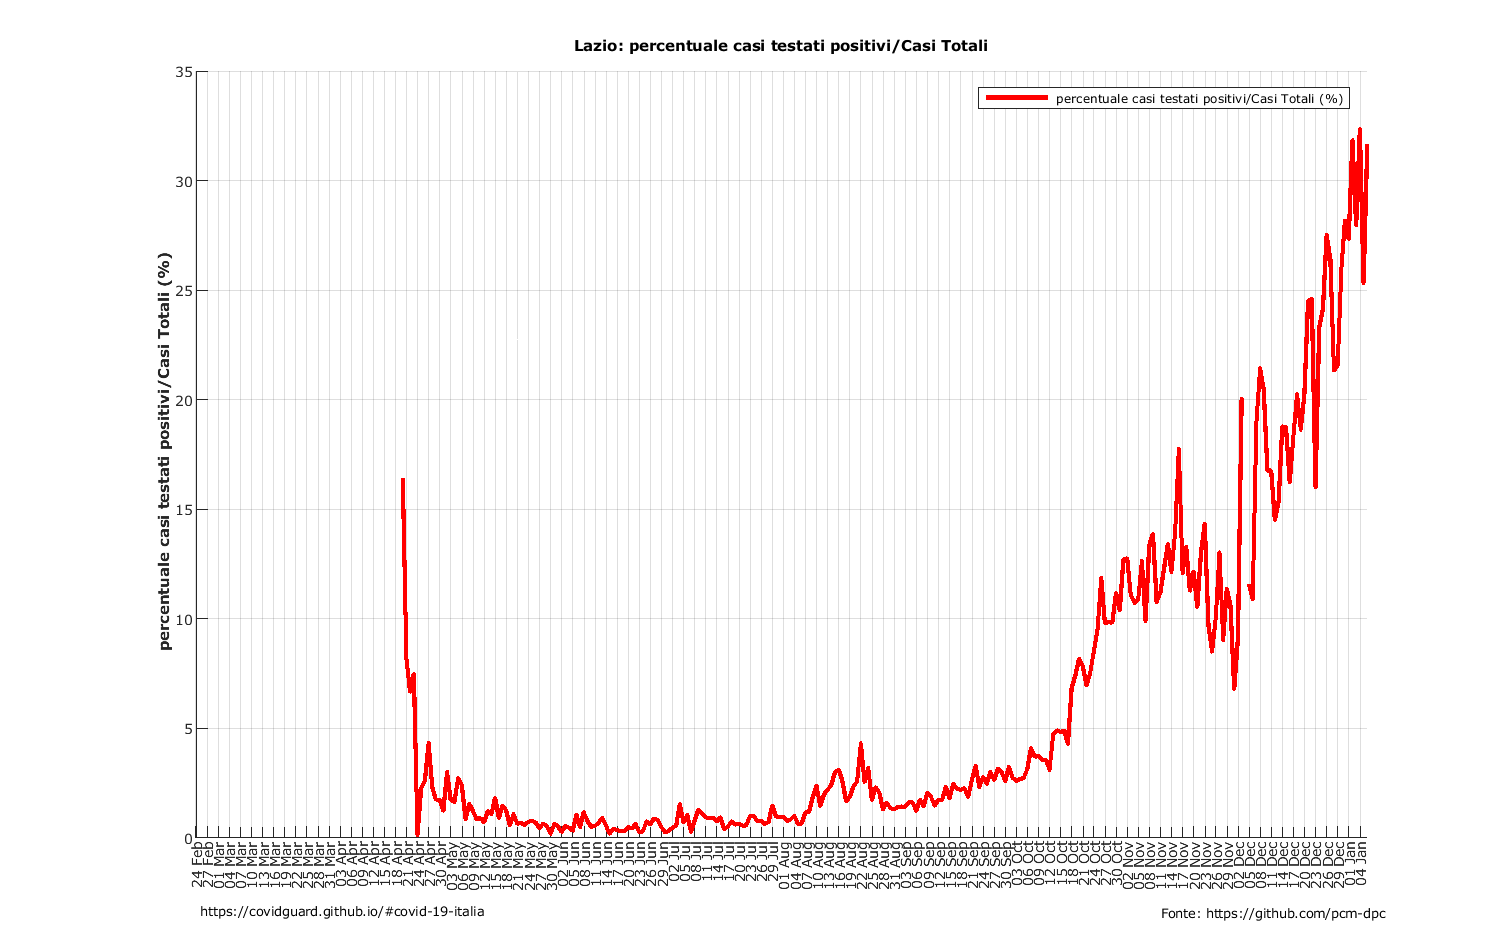 Lazio: percentuale casi testati positivi/Casi Totali
percentuale casi testati positivi/Casi Totali (%)
percentuale casi testati positivi/Casi Totali (%)
35
30
25
20
15
10
5
0
24 Feb
27 Feb
01 Mar
04 Mar
07 Mar
10 Mar
13 Mar
16 Mar
19 Mar
22 Mar
25 Mar
28 Mar
31 Mar
03 Apr
06 Apr
09 Apr
12 Apr
15 Apr
18 Apr
21 Apr
24 Apr
27 Apr
30 Apr
03 May
06 May
09 May
12 May
15 May
18 May
21 May
24 May
27 May
30 May
02 Jun
05 Jun
08 Jun
11 Jun
14 Jun
17 Jun
20 Jun
23 Jun
26 Jun
29 Jun
02 Jul
05 Jul
08 Jul
11 Jul
14 Jul
17 Jul
20 Jul
23 Jul
26 Jul
29 Jul
01 Aug
04 Aug
07 Aug
10 Aug
13 Aug
16 Aug
19 Aug
22 Aug
25 Aug
28 Aug
31 Aug
03 Sep
06 Sep
09 Sep
12 Sep
15 Sep
18 Sep
21 Sep
24 Sep
27 Sep
30 Sep
03 Oct
06 Oct
09 Oct
12 Oct
15 Oct
18 Oct
21 Oct
24 Oct
27 Oct
30 Oct
02 Nov
05 Nov
08 Nov
11 Nov
14 Nov
17 Nov
20 Nov
23 Nov
26 Nov
29 Nov
02 Dec
05 Dec
08 Dec
11 Dec
14 Dec
17 Dec
20 Dec
23 Dec
26 Dec
29 Dec
01 Jan
04 Jan
https://covidguard.github.io/#covid-19-italia
Fonte: https://github.com/pcm-dpc